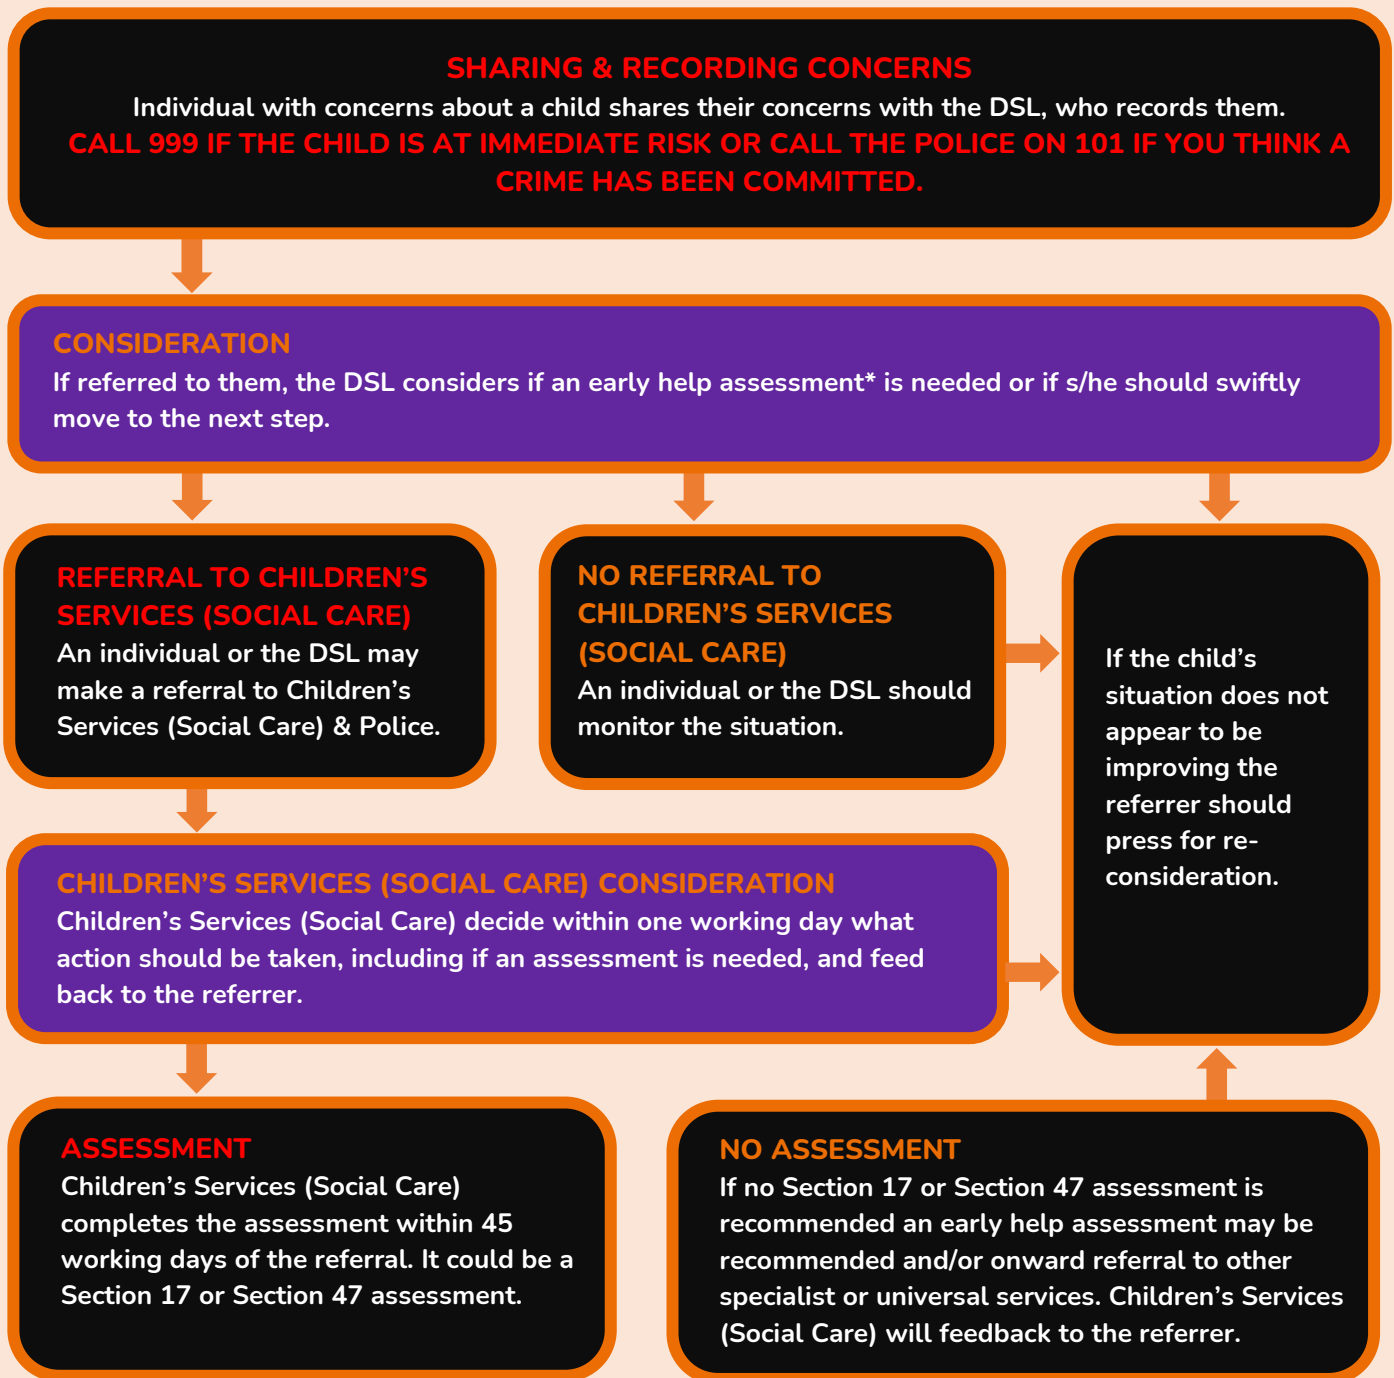 SHARING & RECORDING CONCERNS
Individual with concerns about a child shares their concerns with the DSL, who records them.
CALL 999 IF THE CHILD IS AT IMMEDIATE RISK OR CALL THE POLICE ON 101 IF YOU THINK A
CRIME HAS BEEN COMMITTED.
CONSIDERATION
If referred to them, the DSL considers if an early help assessment* is needed or if s/he should swiftly
move to the next step.
REFERRAL TO CHILDREN’S
SERVICES (SOCIAL CARE)
An individual or the DSL may
make a referral to Children’s
Services (Social Care) & Police.
NO REFERRAL TO
CHILDREN’S SERVICES
(SOCIAL CARE)
An individual or the DSL should
monitor the situation.
If the child’s
situation does not
appear to be
improving the
referrer should
press for re-
consideration.
CHILDREN’S SERVICES (SOCIAL CARE) CONSIDERATION
Children’s Services (Social Care) decide within one working day what
action should be taken, including if an assessment is needed, and feed
back to the referrer.
ASSESSMENT
Children’s Services (Social Care)
completes the assessment within 45
working days of the referral. It could be a
Section 17 or Section 47 assessment.
NO ASSESSMENT
If no Section 17 or Section 47 assessment is
recommended an early help assessment may be
recommended and/or onward referral to other
specialist or universal services. Children’s Services
(Social Care) will feedback to the referrer.